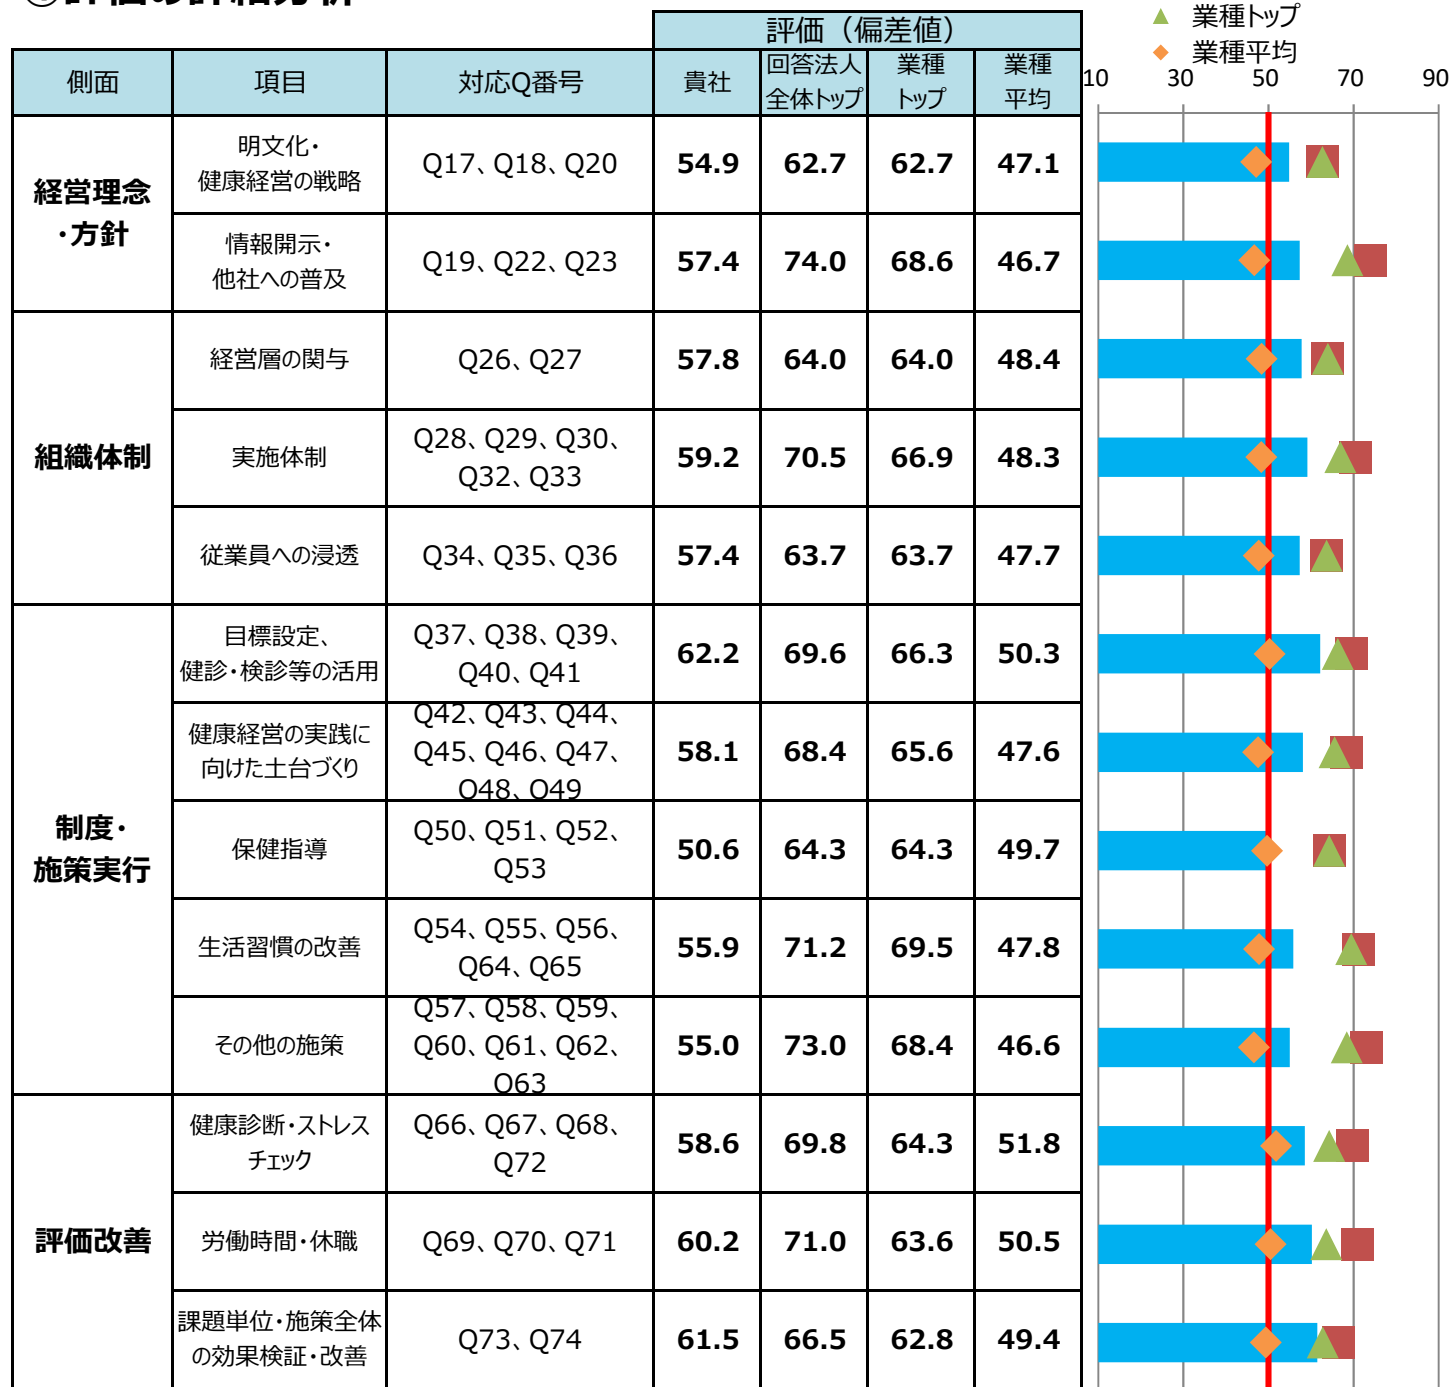 評価の詳細分析
▲ 業種トップ
◆ 業種平均
評価（偏差値）
側面 項目 対応Q番号 貴社 回答法人全体トップ 業種トップ 業種平均
10 30 50 70 90
経営理念
・方針
明文化・
健康経営の戦略
Q17、Q18、Q20
54.9 62.7 62.7 47.1
情報開示・
他社への普及
Q19、Q22、Q23
57.4 74.0 68.6 46.7
組織体制
経営層の関与
Q26、Q27
57.8 64.0 64.0 48.4
実施体制
Q28、Q29、Q30、
Q32、Q33
59.2 70.5 66.9 48.3
従業員への浸透
Q34、Q35、Q36
57.4 63.7 63.7 47.7
制度・
施策実行
目標設定、
健診・検診等の活用
Q37、Q38、Q39、
Q40、Q41
62.2 69.6 66.3 50.3
健康経営の実践に
向けた土台づくり
Q42、Q43、Q44、
Q45、Q46、Q47、
Q48、Q49
58.1 68.4 65.6 47.6
保健指導
Q50、Q51、Q52、
Q53
50.6 64.3 64.3 49.7
生活習慣の改善
Q54、Q55、Q56、
Q64、Q65
55.9 71.2 69.5 47.8
その他の施策
Q57、Q58、Q59、
Q60、Q61、Q62、
Q63
55.0 73.0 68.4 46.6
評価改善
健康診断・ストレス
チェック
Q66、Q67、Q68、
Q72
58.6 69.8 64.3 51.8
労働時間・休職
Q69、Q70、Q71
60.2 71.0 63.6 50.5
課題単位・施策全体
の効果検証・改善
Q73、Q74
61.5 66.5 62.8 49.4